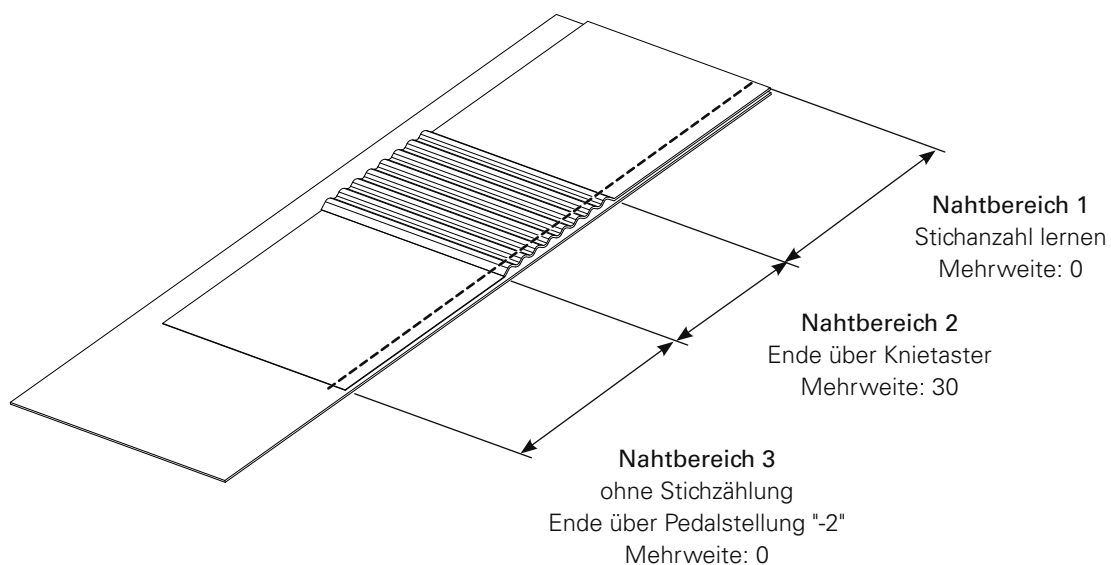 Nahtbereich 1
Stichanzahl lernen
Mehrweite: 0
Nahtbereich 2
Ende über Knietaster
Mehrweite: 30
Nahtbereich 3
ohne Stichzählung
Ende über Pedalstellung "-2"
Mehrweite: 0